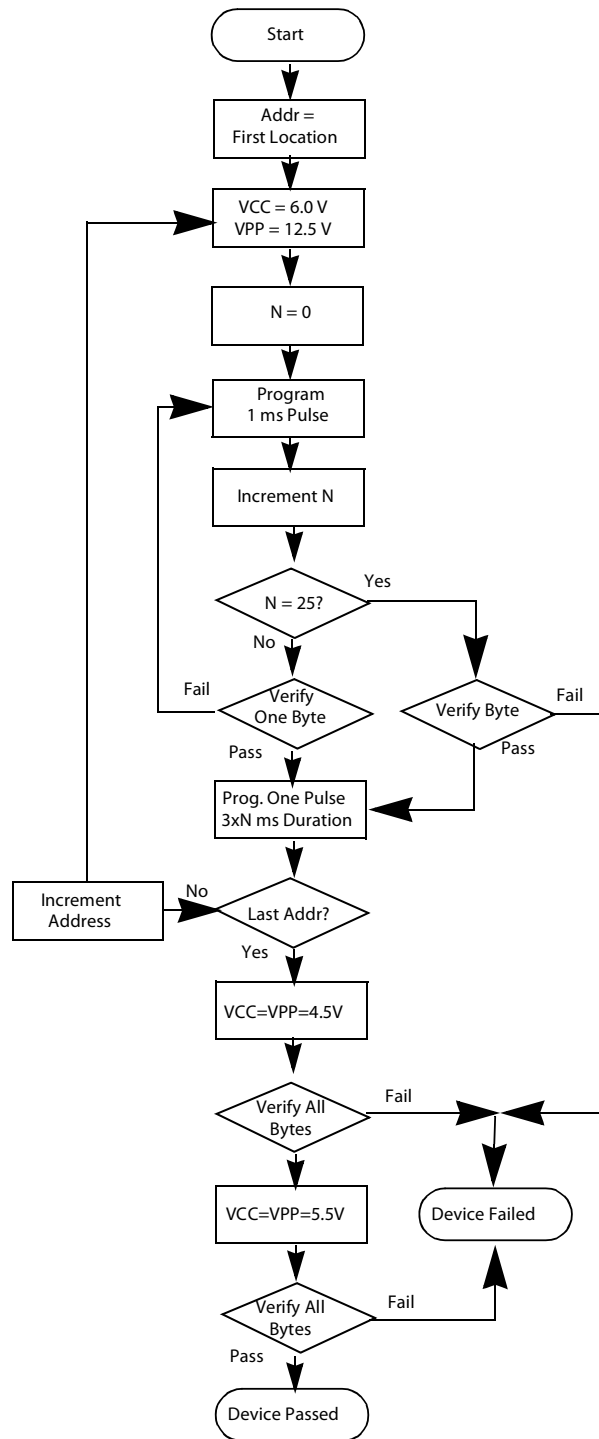 Start
Addr =
First Location
VCC = 6.0 V
VPP = 12.5 V
N = 0
Program
1 ms Pulse
Increment N
Yes
N = 25?
No
Fail
Verify
One Byte
Verify Byte
Fail
Pass
Pass
Prog. One Pulse
3xN ms Duration
Increment
Address
No
Last Addr?
Yes
VCC=VPP=4.5V
Verify All
Bytes
Fail
VCC=VPP=5.5V
Device Failed
Verify All
Bytes
Fail
Pass
Device Passed